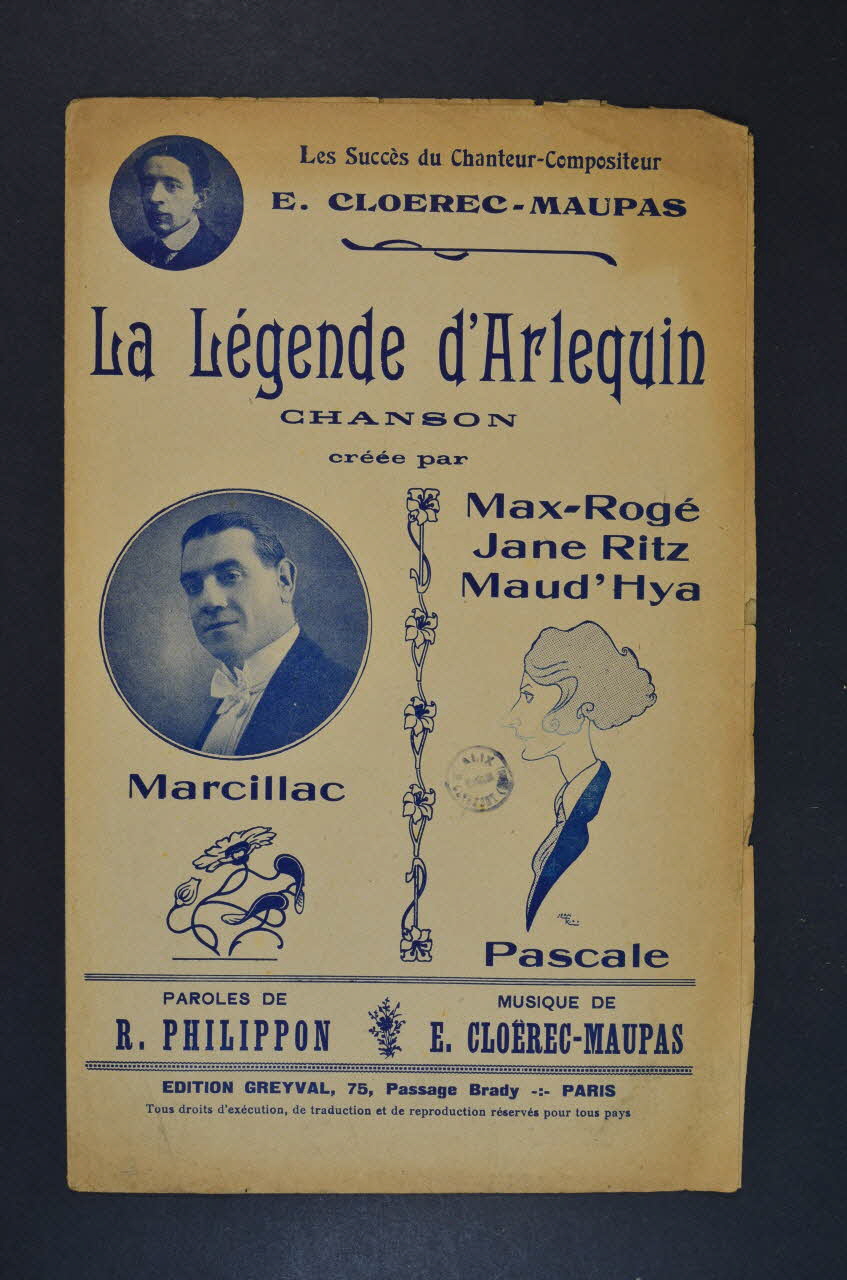 Les Succès du Chanteur-Compositeur
E. CLOEREC-MAUPAS
La Légende d'Arlequin
CHANSON
créée par
Max-Rogé
Jane Ritz
Maud'Hya
Marcillac
ALIX
Pascale
PAROLES DE
R. PHILIPPON
MUSIQUE DE
E. CLOËREC-MAUPAS
EDITION GREYVAL, 75, Passage Brady -:- PARIS
Tous droits d'exécution, de traduction et de reproduction réservés pour tous pays